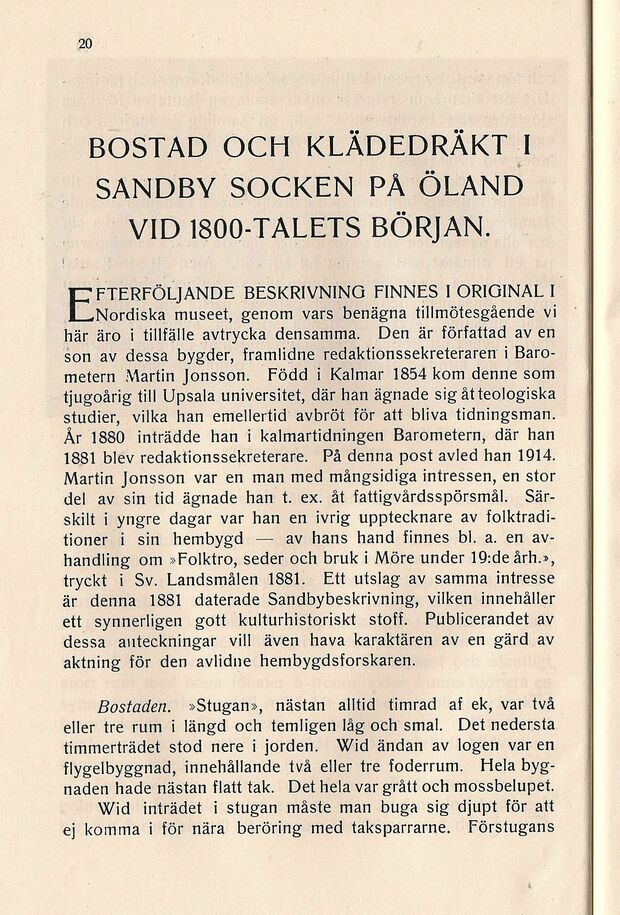 20
BOSTAD OCH KLÄDEDRÄKT I
SANDBY SOCKEN PÅ ÖLAND
VID 1800-TALETS BÖRJAN.
EFTERFÖLJANDE BESKRIVNING FINNES I ORIGINAL I
Nordiska museet, genom vars benägna tillmötesgående vi
här äro i tillfälle avtrycka densamma. Den är författad av en
son av dessa bygder, framlidne redaktionssekreteraren i Baro-
metern Martin Jonsson. Född i Kalmar 1854 kom denne som
tjugoårig till Upsala universitet, där han ägnade sig åt teologiska
studier, vilka han emellertid avbröt för att bliva tidningsman.
År 1880 inträdde han i kalmartidningen Barometern, där han
1881 blev redaktionssekreterare. På denna post avled han 1914.
Martin Jonsson var en man med mångsidiga intressen, en stor
del av sin tid ägnade han t. ex. åt fattigvårdsspörsmål. Sär-
skilt i yngre dagar var han en ivrig upptecknare av folktradi-
tioner i sin hembygd — av hans hand finnes bl. a. en av-
handling om »Folktro, seder och bruk i Möre under 19:de årh.»,
tryckt i Sv. Landsmålen 1881. Ett utslag av samma intresse
är denna 1881 daterade Sandbybeskrivning, vilken innehåller
ett synnerligen gott kulturhistoriskt stoff. Publicerandet av
dessa anteckningar vill även hava karaktären av en gärd av
aktning för den avlidne hembygdsforskaren.
Bostaden. »Stugan», nästan alltid timrad af ek, var två
eller tre rum i längd och temligen låg och smal. Det nedersta
timmerträdet stod nere i jorden. Wid ändan av logen var en
flygelbyggnad, innehållande två eller tre foderrum. Hela byg-
naden hade nästan flatt tak. Det hela var grått och mossbelupet.
Wid inträdet i stugan måste man buga sig djupt för att
ej komma i för nära beröring med taksparrarne. Förstugans